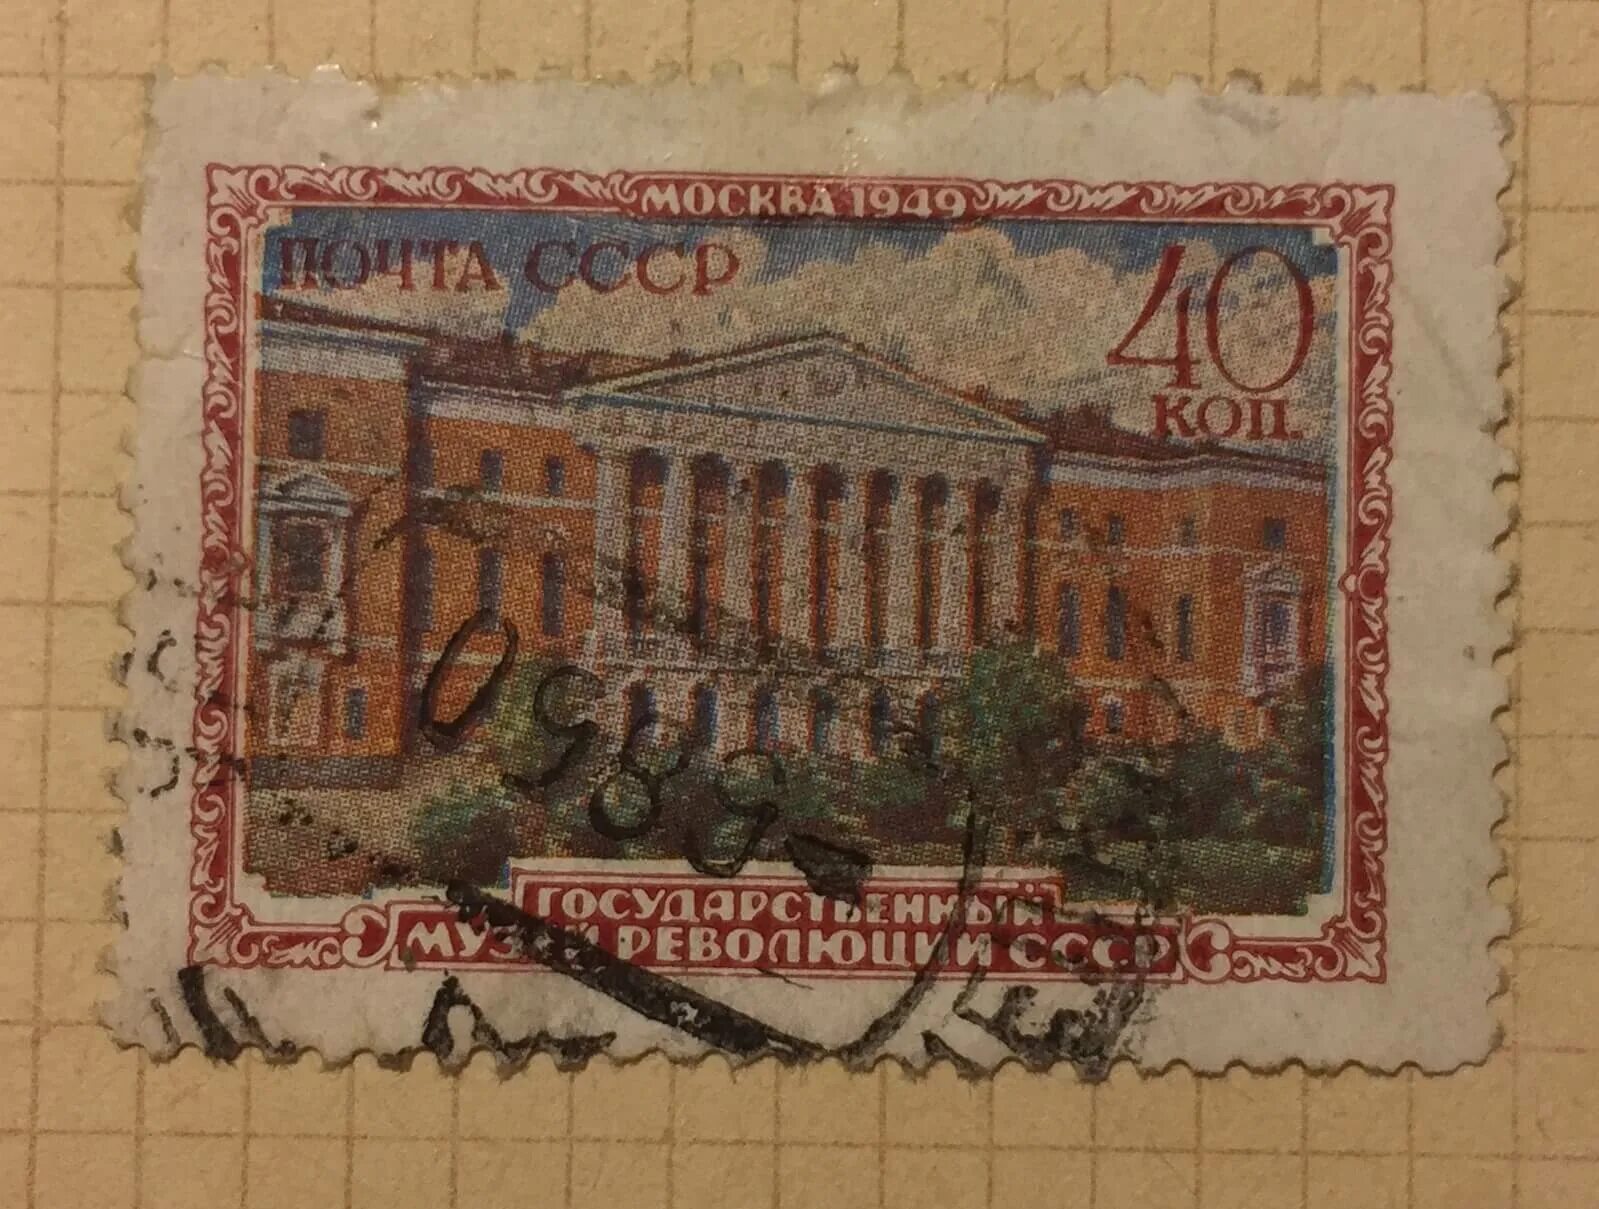 МОСКВА 1949
ПОЧТА СССР
40
КОП.
ГОСУДАРСТВЕННЫЙ
МУЗЕЙ РЕВОЛЮЦИИ СССР